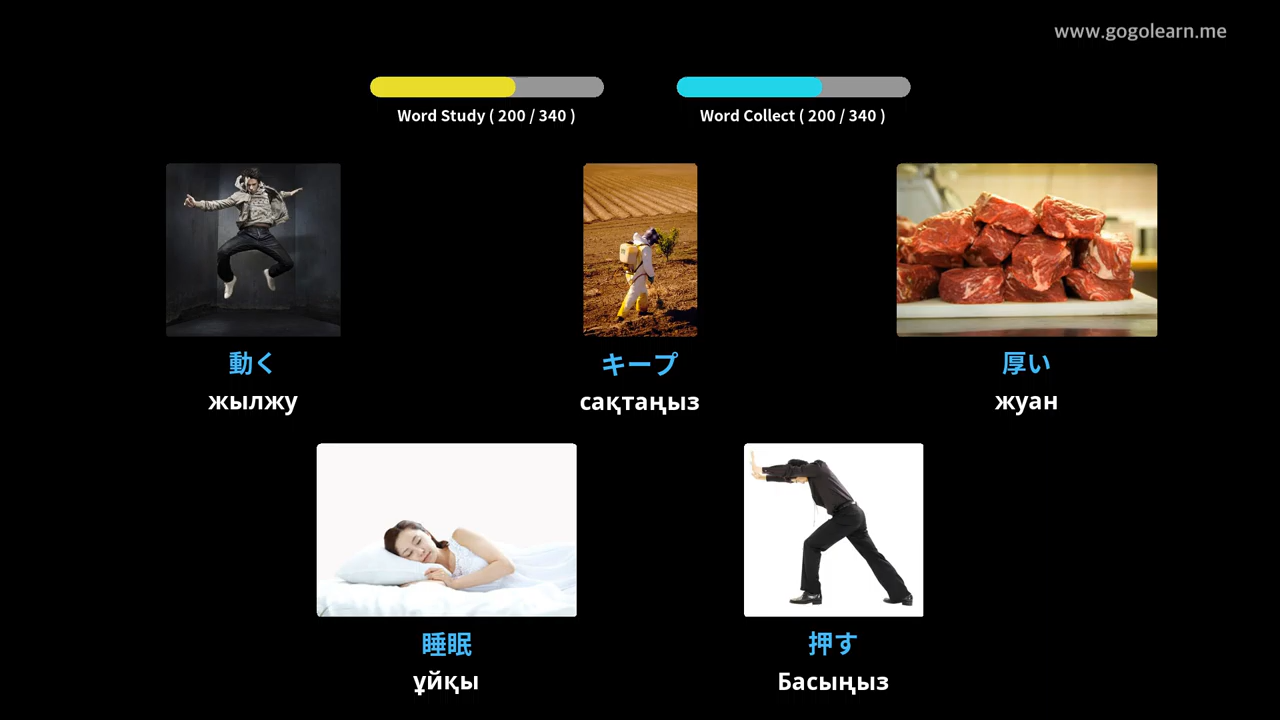 www.gogolearn.me
Word Study ( 200 / 340 )
Word Collect ( 200 / 340 )
動く
キープ
厚い
жылжу
сақтаңыз
жуан
睡眠
押す
ұйқы
Басыңыз